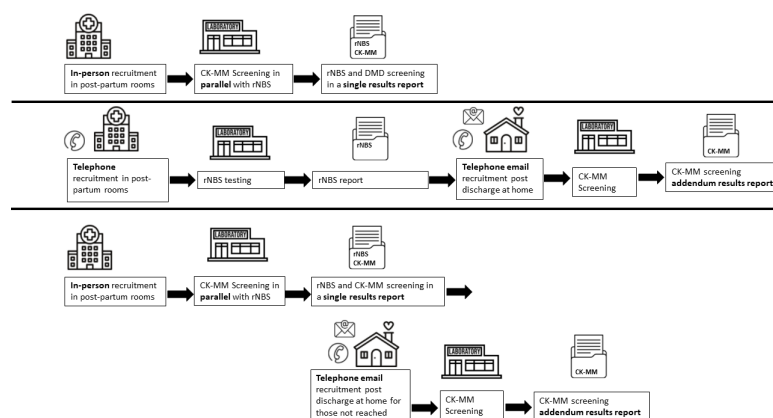 LABORATORY
rNBS
CK-MM
In-person recruitment
in post-partum rooms
CK-MM Screening in
parallel with rNBS
rNBS and DMD screening
in a single results report
LABORATORY
rNBS
LABORATORY
CK-MM
Telephone
recruitment in post-
partum rooms
rNBS testing
rNBS report
Telephone email
recruitment post
discharge at home
CK-MM
Screening
CK-MM screening
addendum results report
LABORATORY
rNBS
CK-MM
In-person recruitment
in post-partum rooms
CK-MM Screening in
parallel with rNBS
rNBS and CK-MM screening in
a single results report
LABORATORY
CK-MM
Telephone email
recruitment post
discharge at home for
those not reached
CK-MM
Screening
CK-MM screening
addendum results report